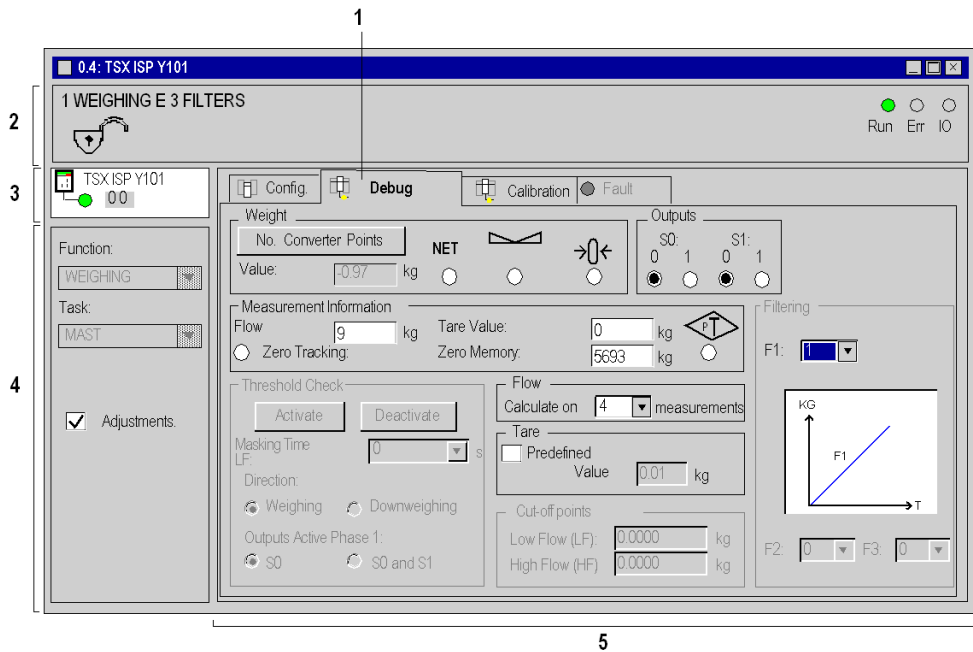 1
0.4: TSX ISP Y101
2
1 WEIGHING E 3 FILTERS
Run Err IO
3
TSX ISP Y101
00
Config. Debug Calibration Fault
4
Function:
WEIGHING
Task:
MAST
Adjustments.
Weight
No. Converter Points
NET
→0←
Value: -0.97 kg
Outputs
S0: S1:
0 1 0 1
Measurement Information
Flow 9 kg Tare Value: 0 kg PT
Zero Tracking: Zero Memory: 5693 kg
Filtering
F1: 1
KG
F1
T
F2: 0 F3: 0
Threshold Check
Activate Deactivate
Masking Time
LF: 0 s
Direction:
Weighing Downweighing
Outputs Active Phase 1:
S0 S0 and S1
Flow
Calculate on 4 measurements
Tare
Predefined
Value 0.01 kg
Cut-off points
Low Flow (LF): 0.0000 kg
High Flow (HF) 0.0000 kg
5